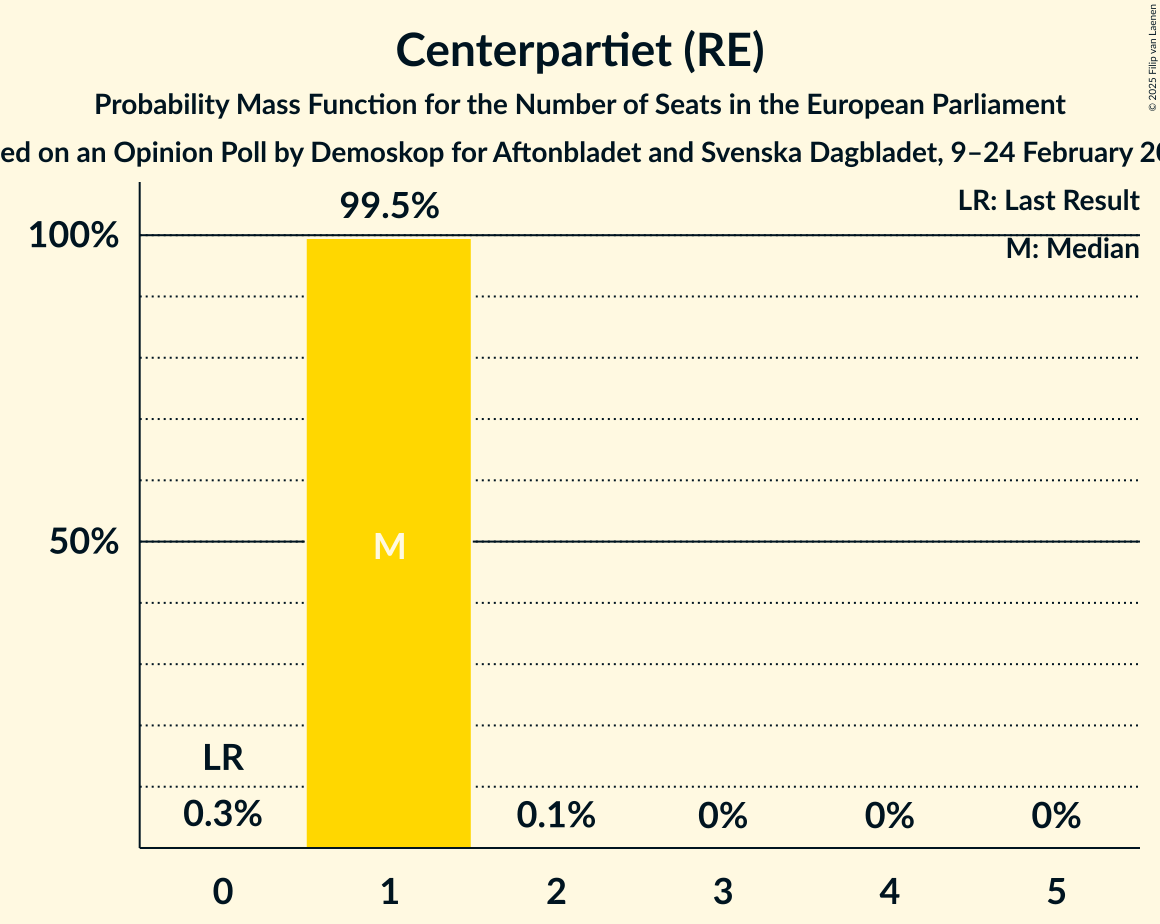 Centerpartiet (RE)
Probability Mass Function for the Number of Seats in the European Parliament
on an Opinion Poll by Demoskop for Aftonbladet and Svenska Dagbladet, 9–24 February
© 2025 Filip van Laenen
LR: Last Result
M: Median
99.5%
100%
50%
M
LR
0.3%
0.1%
0%
0%
0%
0
1
2
3
4
5